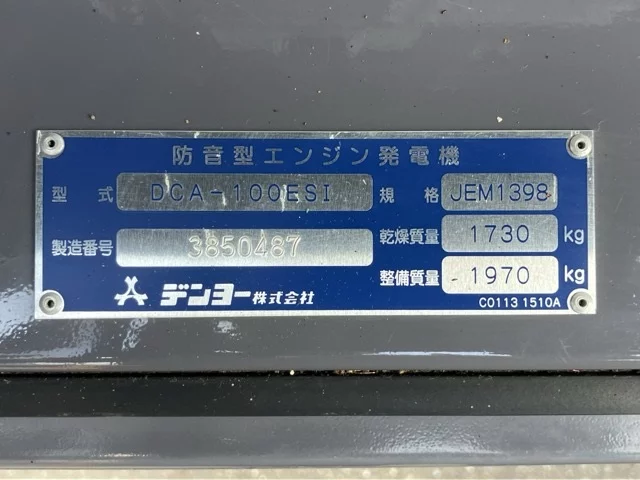 防音型エンジン発電機
型式 DCA-100ESI 規格 JEM1398
製造番号 3850487 乾燥質量 1730 kg
整備質量 1970 kg
デンヨー株式会社 C0113 1510A